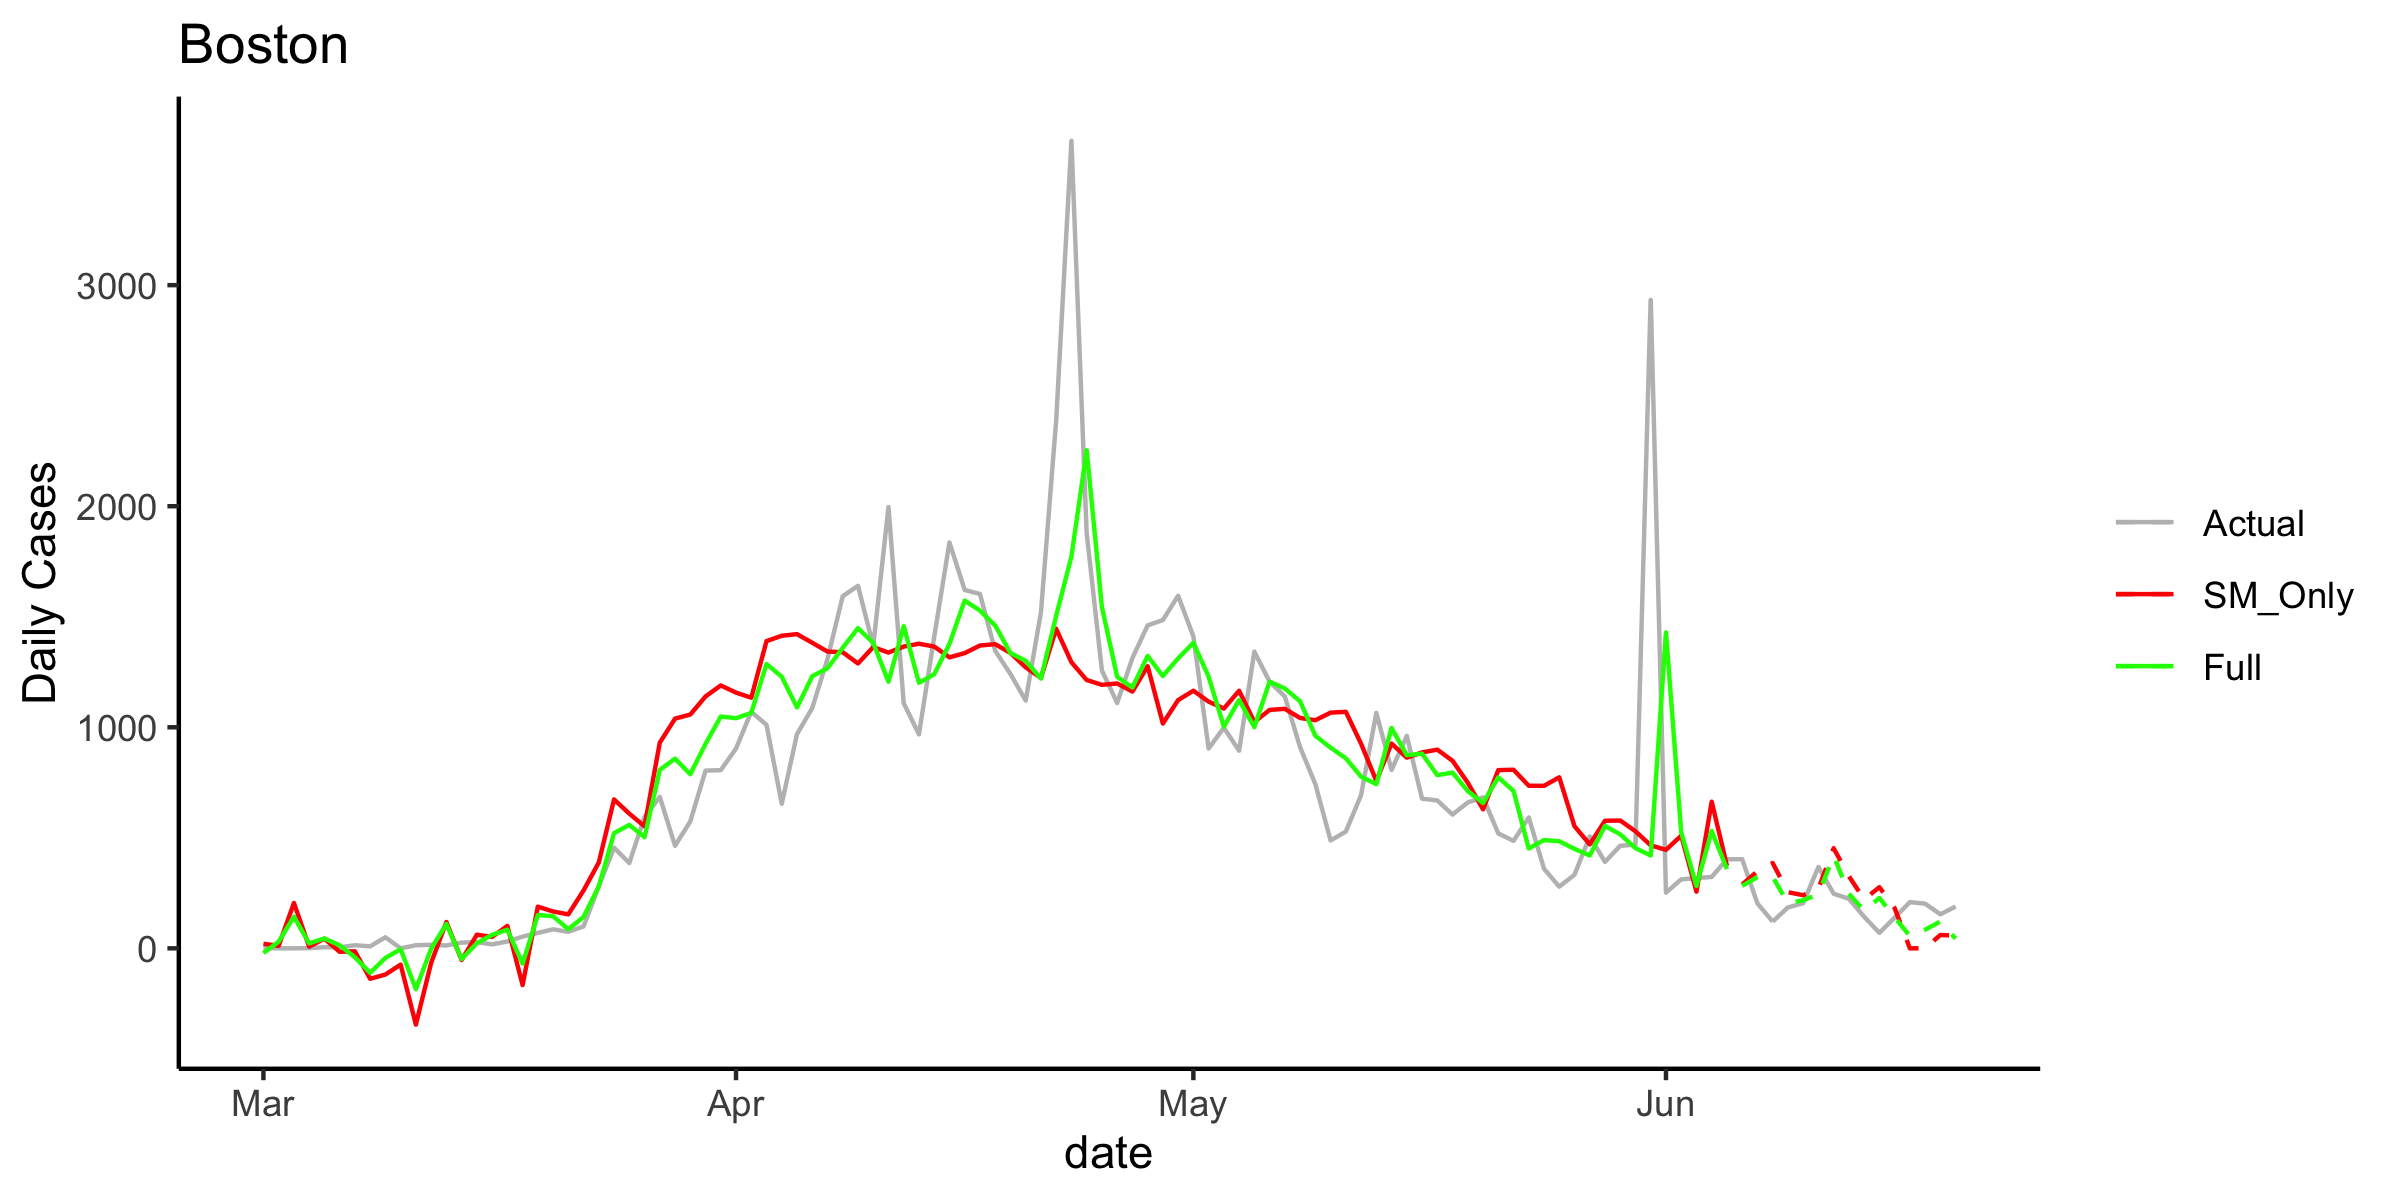 Boston
Daily Cases
3000
2000
1000
0
Mar
Apr
May
Jun
date
Actual
SM_Only
Full